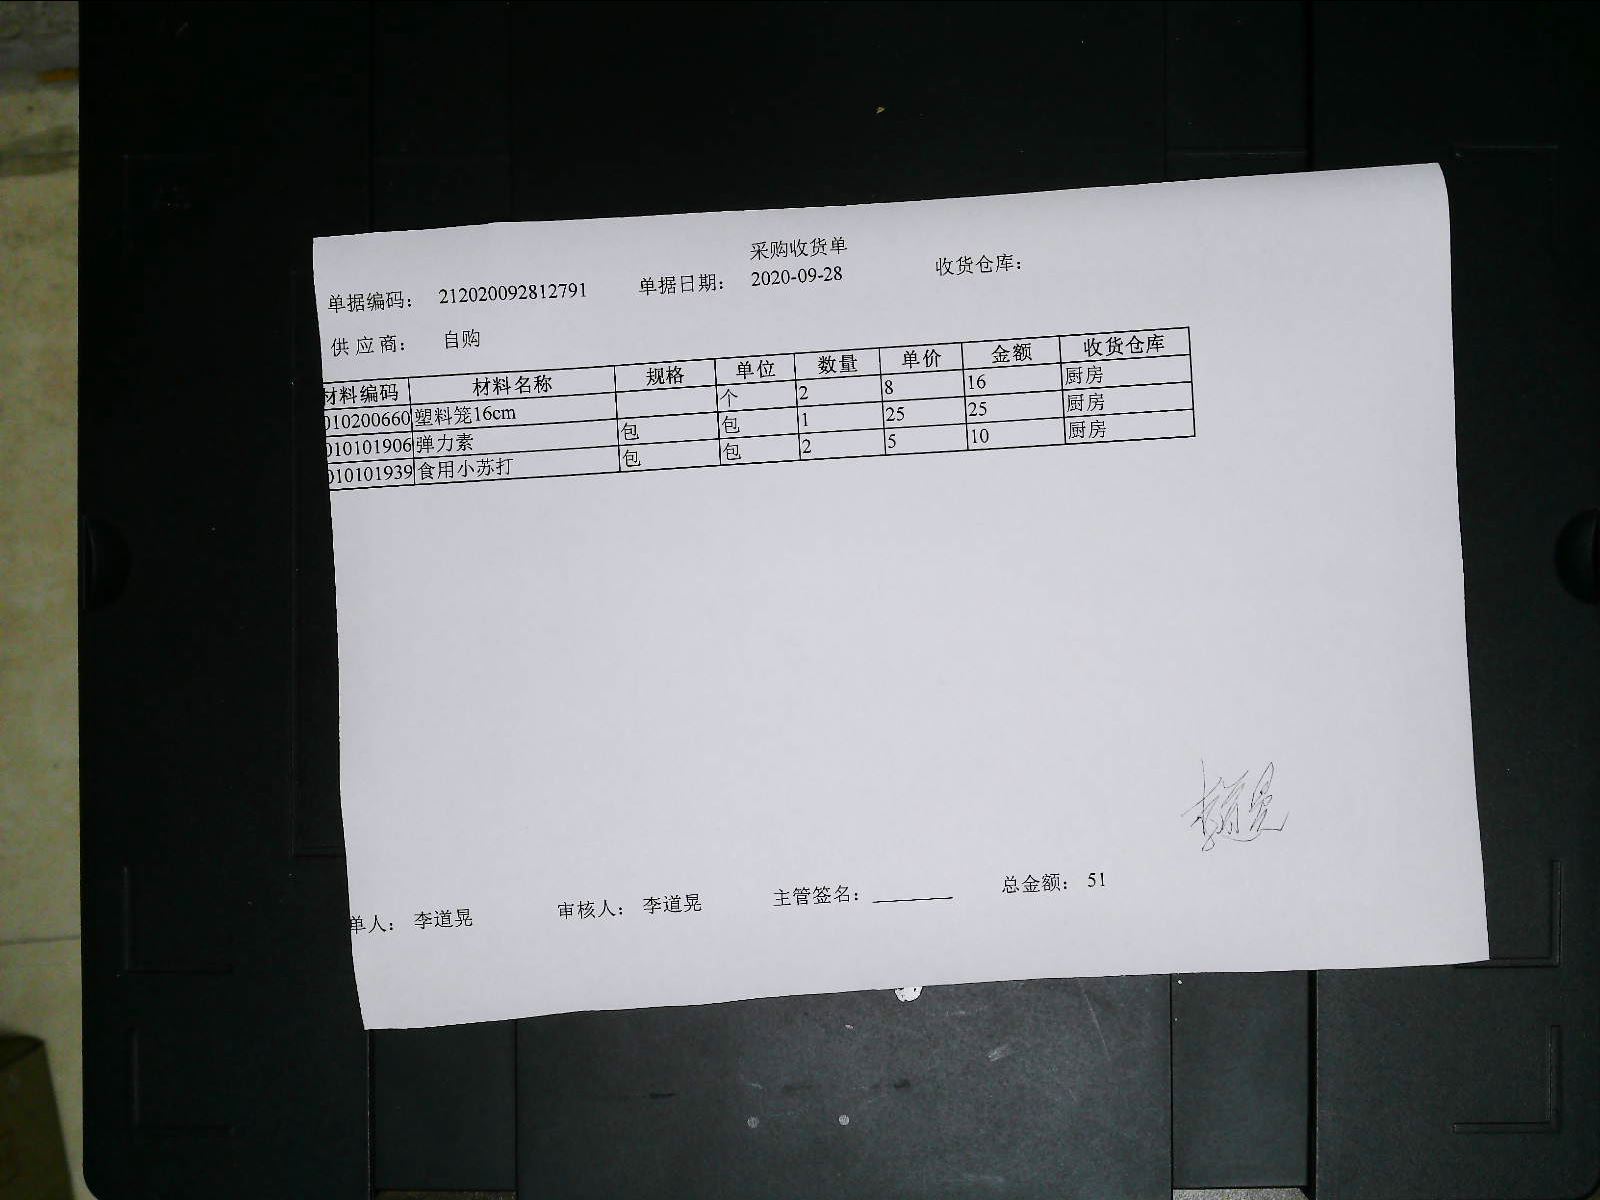 采购收货单
单据编码： 212020092812791 单据日期： 2020-09-28 收货仓库：
供 应 商： 自购
材料编码 材料名称 规格 单位 数量 单价 金额 收货仓库
010200660 塑料笼16cm 个 2 8 16 厨房
010101906 弹力素 包 包 1 25 25 厨房
010101939 食用小苏打 包 包 2 5 10 厨房
李道晃
单人： 李道晃 审核人： 李道晃 主管签名： 总金额： 51